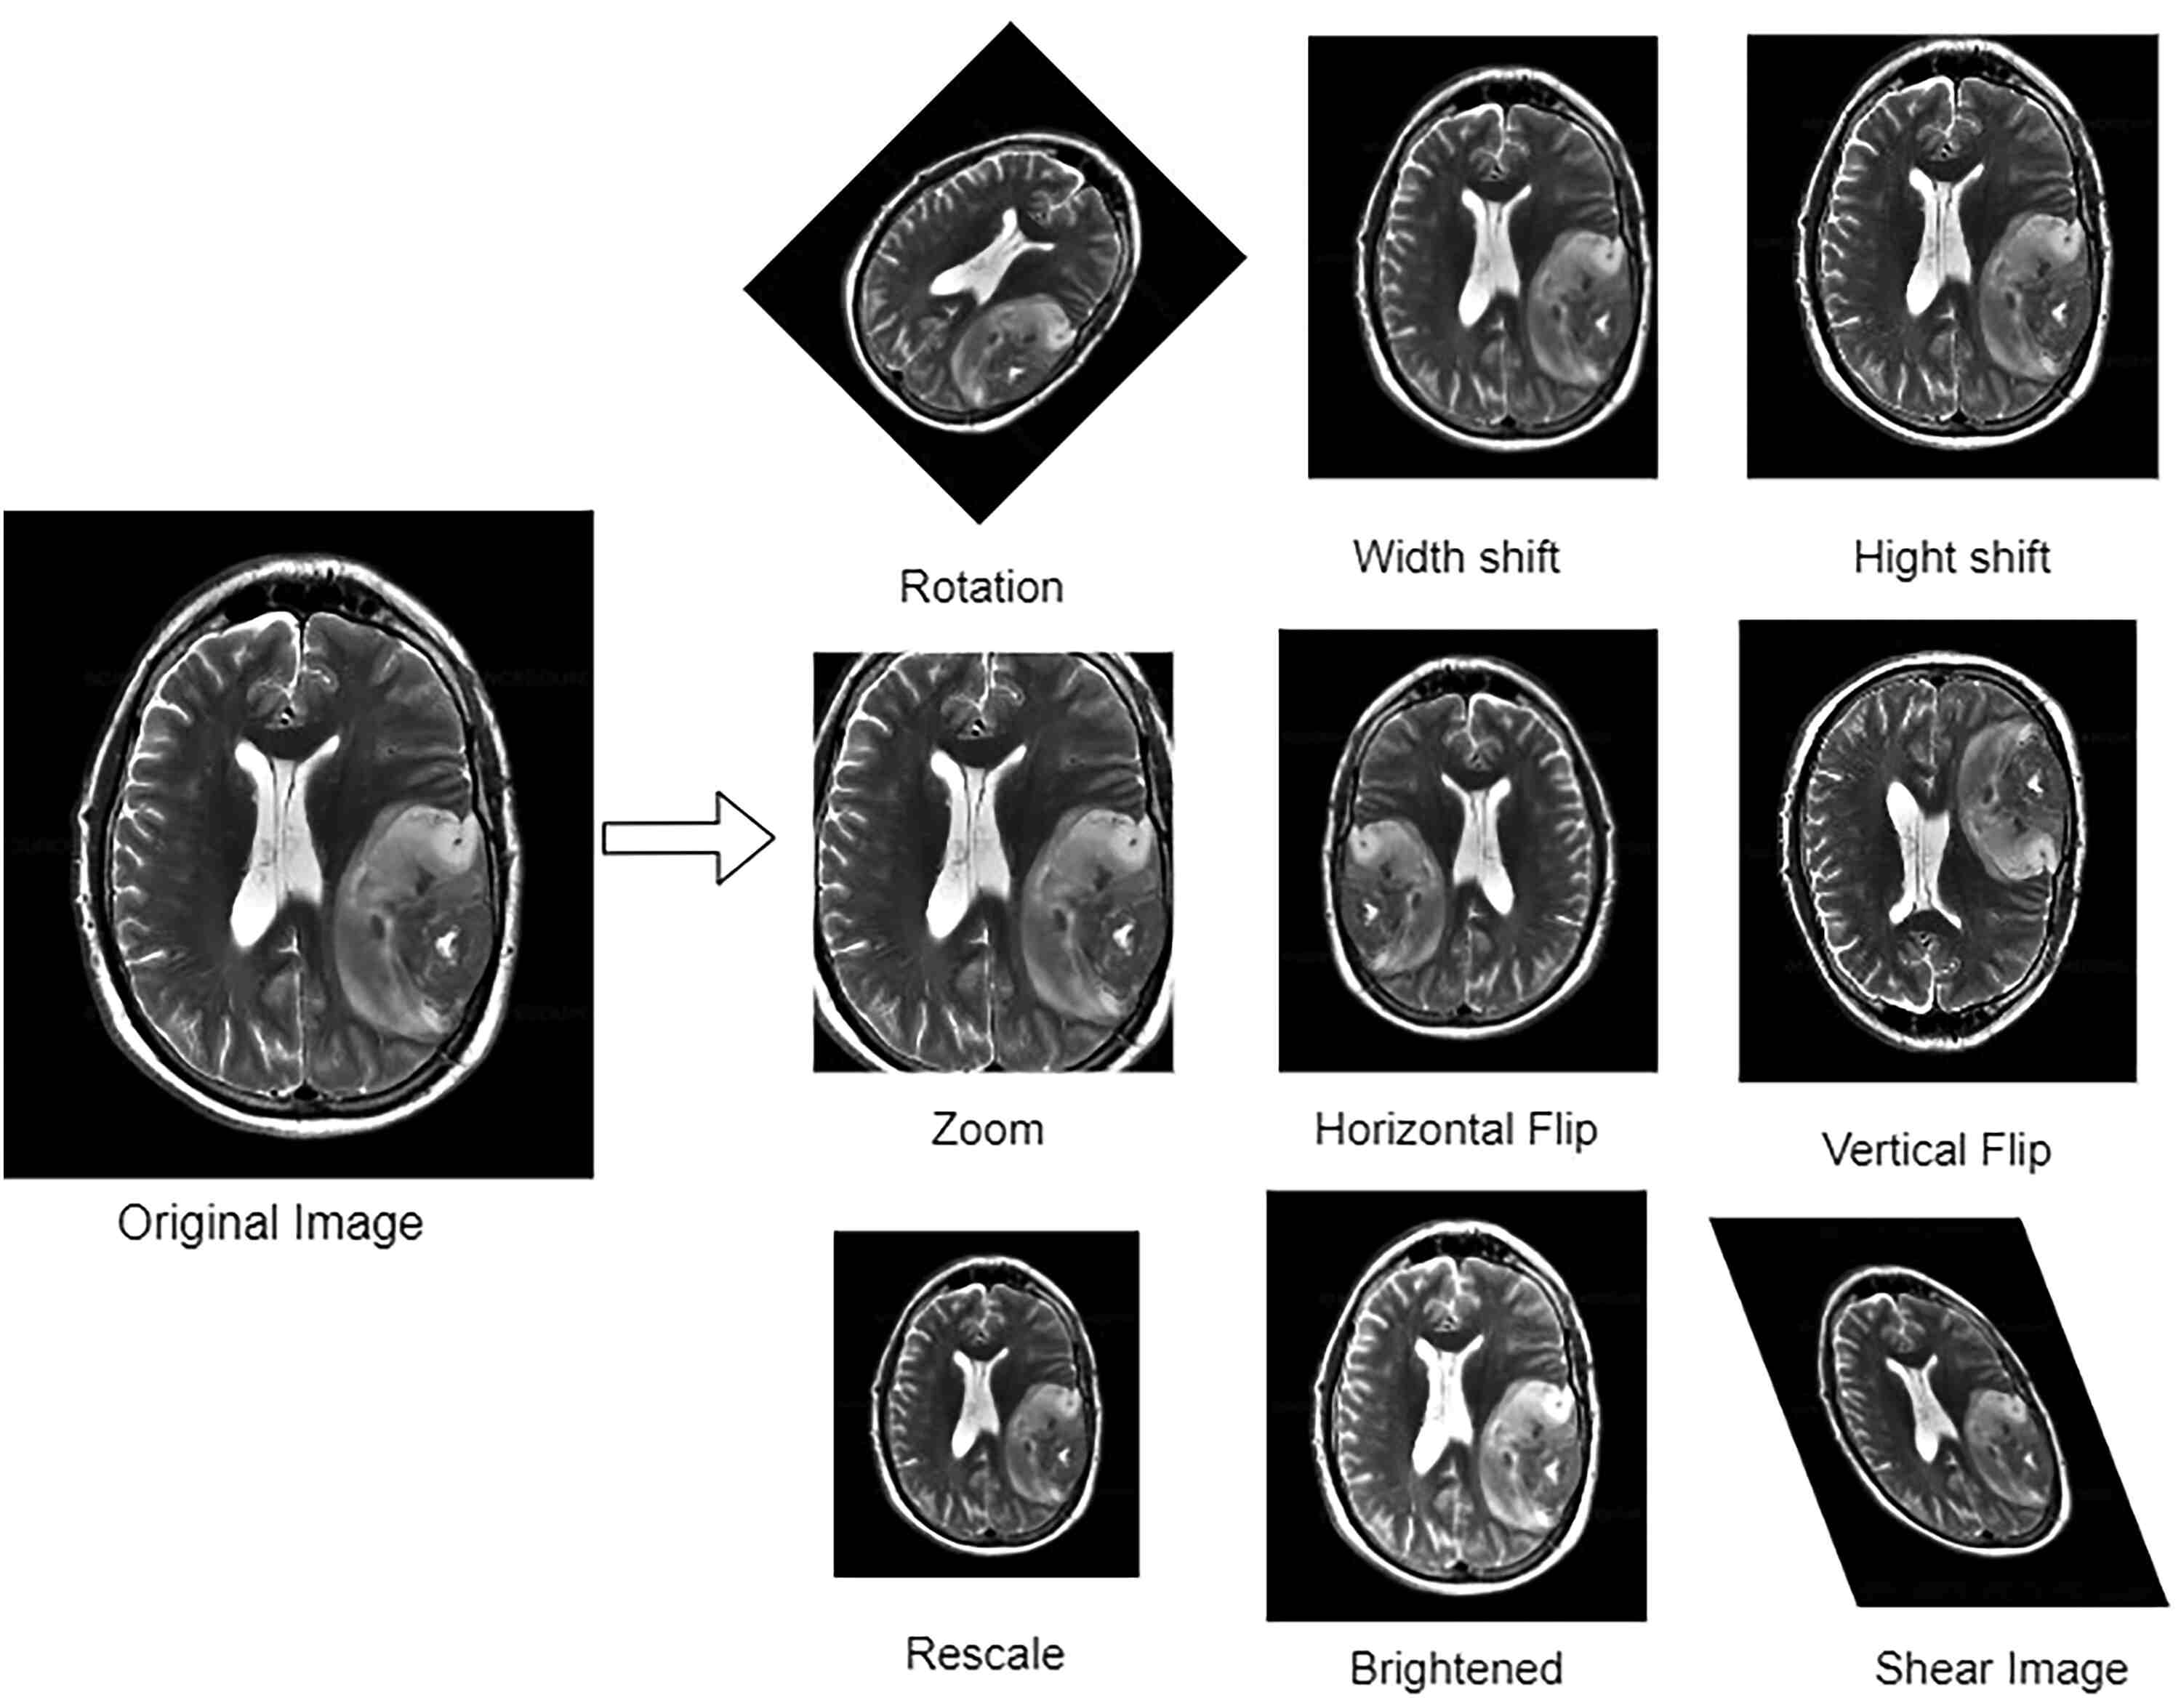 Rotation
Width shift
Hight shift
Original Image
Zoom
Horizontal Flip
Vertical Flip
Rescale
Brightened
Shear Image